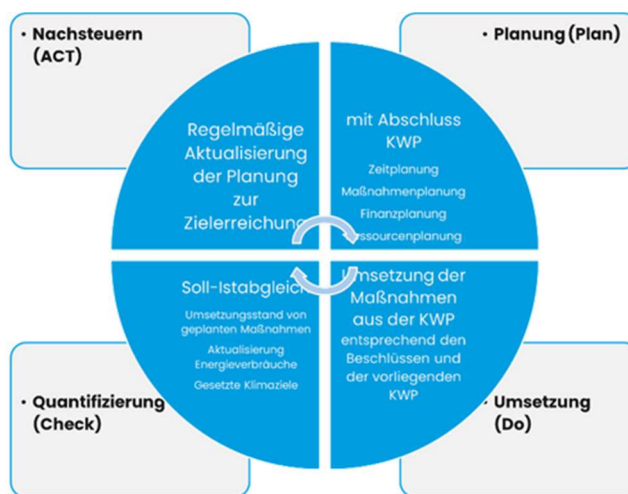 • Nachsteuern
(ACT)
• Planung (Plan)
Regelmäßige
Aktualisierung
der Planung
zur
Zielerreichung
mit Abschluss
KWP
Zeitplanung
Maßnahmenplanung
Finanzplanung
ssourcenplanung
Soll-Istabgleich
Umsetzungsstand von
geplanten Maßnahmen
Aktualisierung
Energieverbräuche
Gesetzte Klimaziele
Umsetzung der
Maßnahmen
aus der KWP
entsprechend den
Beschlüssen und
der vorliegenden
KWP
• Quantifizierung
(Check)
• Umsetzung
(Do)